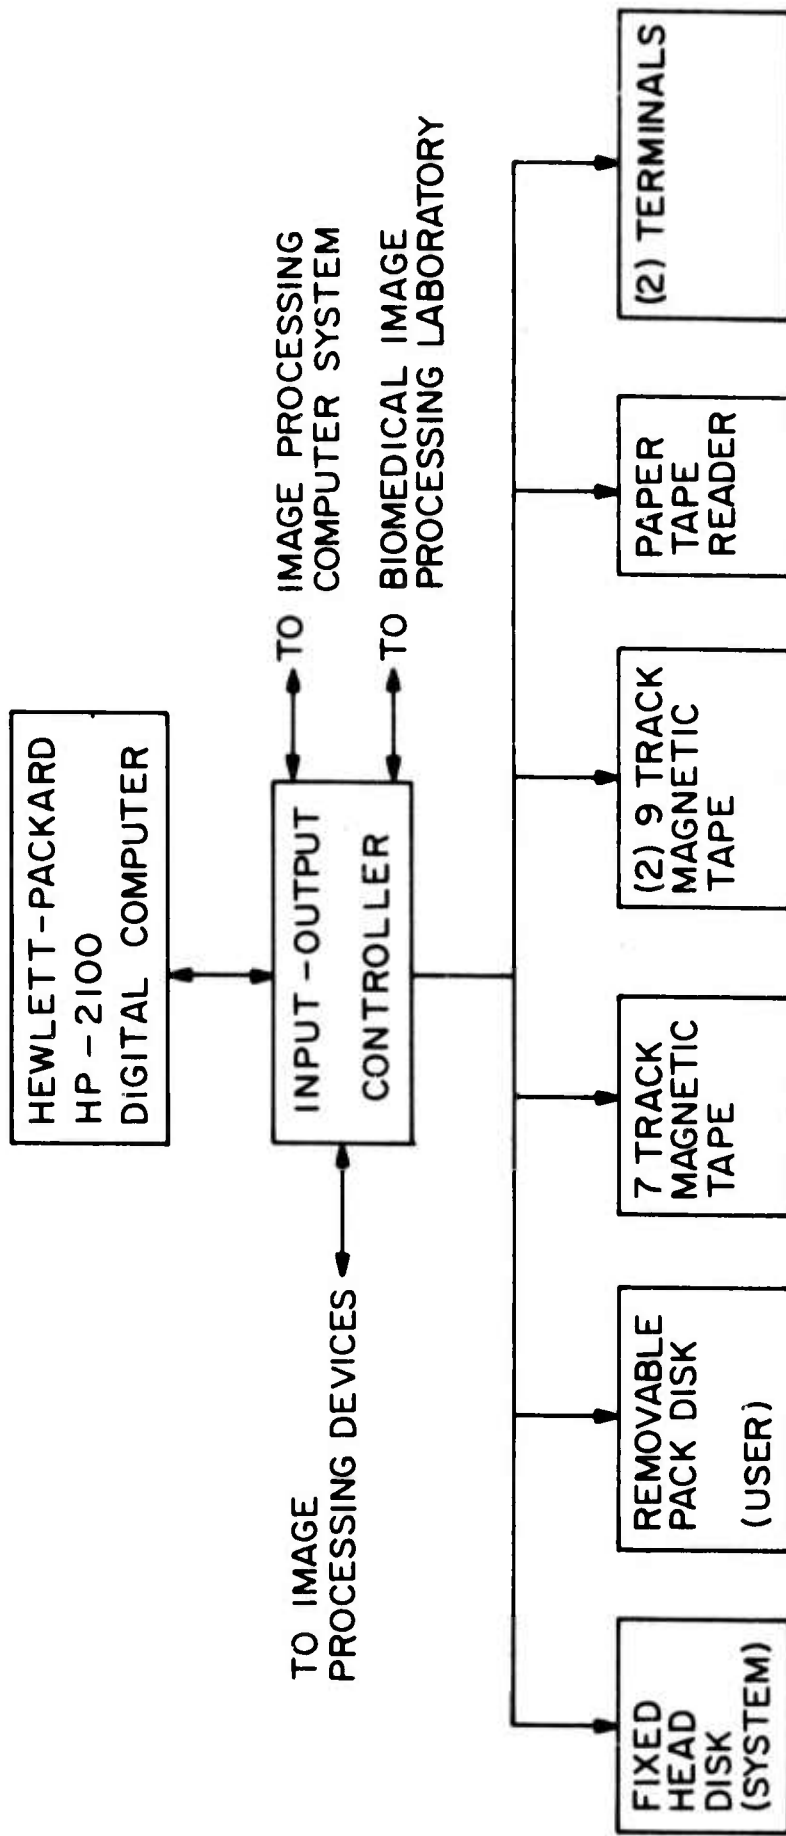 HEWLETT-PACKARD
HP-2100
DIGITAL COMPUTER
INPUT-OUTPUT
CONTROLLER
TO IMAGE
PROCESSING DEVICES
TO IMAGE PROCESSING
COMPUTER SYSTEM
TO BIOMEDICAL IMAGE
PROCESSING LABORATORY
FIXED
HEAD
DISK
(SYSTEM)
REMOVABLE
PACK DISK
(USER)
7 TRACK
MAGNETIC
TAPE
(2) 9 TRACK
MAGNETIC
TAPE
PAPER
TAPE
READER
(2) TERMINALS